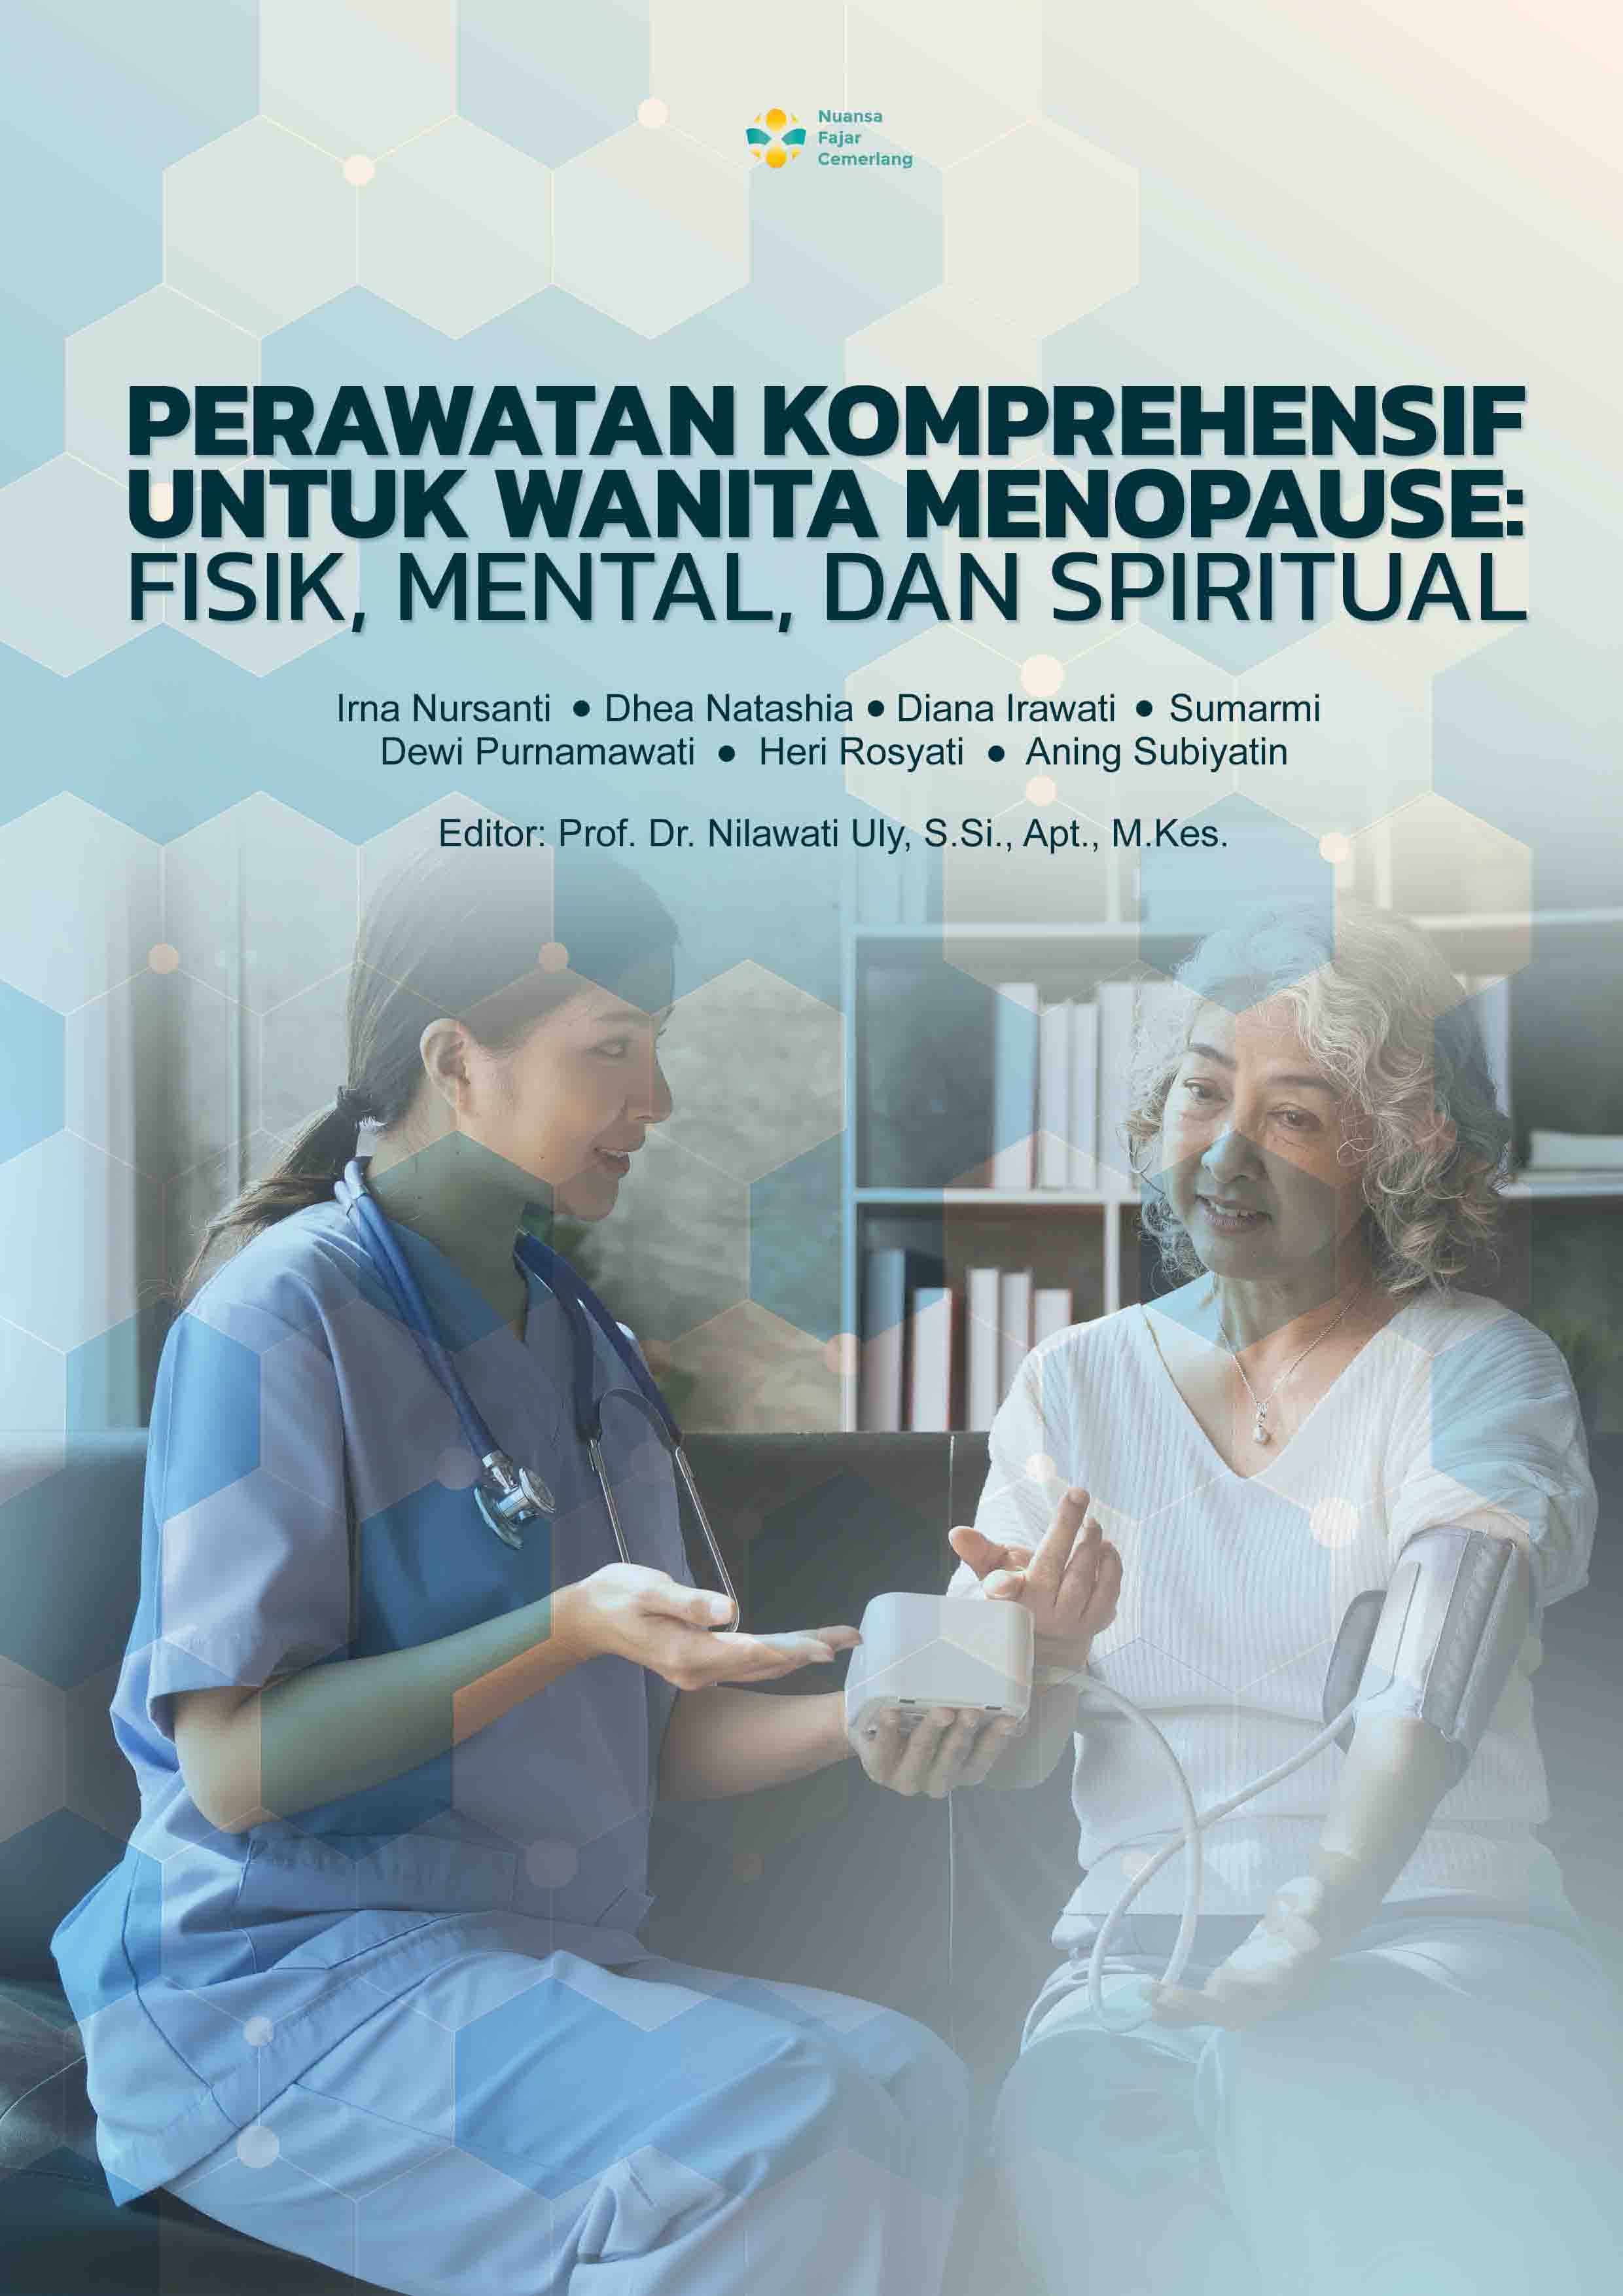 Nuansa
Fajar
Cemerlang
PERAWATAN KOMPREHENSIF
UNTUK WANITA MENOPAUSE:
FISIK, MENTAL, DAN SPIRITUAL
Irna Nursanti ● Dhea Natashia ● Diana Irawati ● Sumarmi
Dewi Purnamawati ● Heri Rosyati ● Aning Subiyatin
Editor: Prof. Dr. Nilawati Uly, S.Si., Apt., M.Kes.